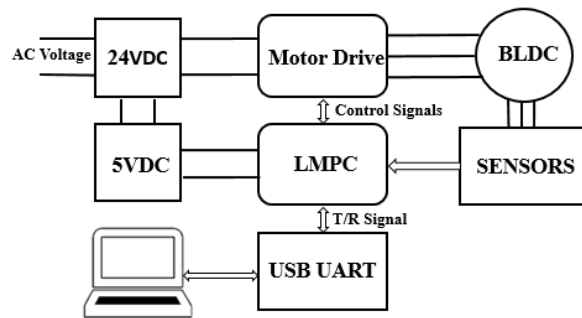 AC Voltage
24VDC
Motor Drive
BLDC
Control Signals
5VDC
LMPC
SENSORS
T/R Signal
USB UART